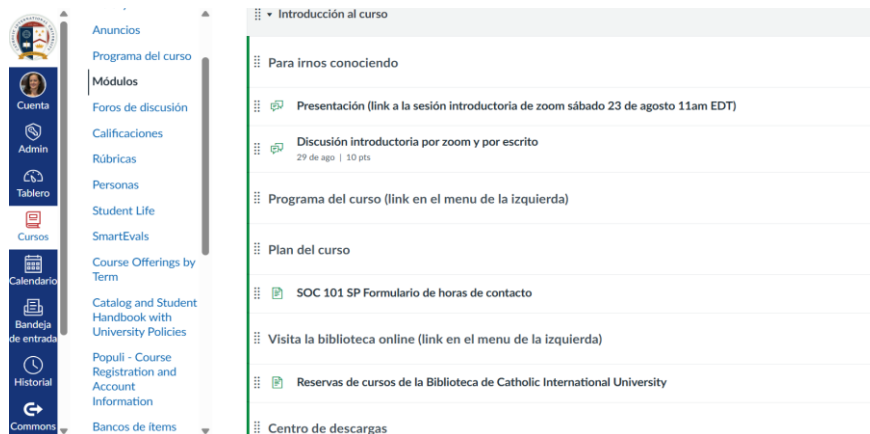 Cuenta
Admin
Tablero
Cursos
Calendario
Bandeja
de entrada
Historial
Commons
Anuncios
Programa del curso
Módulos
Foros de discusión
Calificaciones
Rúbricas
Personas
Student Life
SmartEvals
Course Offerings by
Term
Catalog and Student
Handbook with
University Policies
Populi - Course
Registration and
Account
Information
Bancos de ítems
Introducción al curso
Para irnos conociendo
Presentación (link a la sesión introductoria de zoom sábado 23 de agosto 11am EDT)
Discusión introductoria por zoom y por escrito
29 de ago | 10 pts
Programa del curso (link en el menu de la izquierda)
Plan del curso
SOC 101 SP Formulario de horas de contacto
Visita la biblioteca online (link en el menu de la izquierda)
Reservas de cursos de la Biblioteca de Catholic International University
Centro de descargas